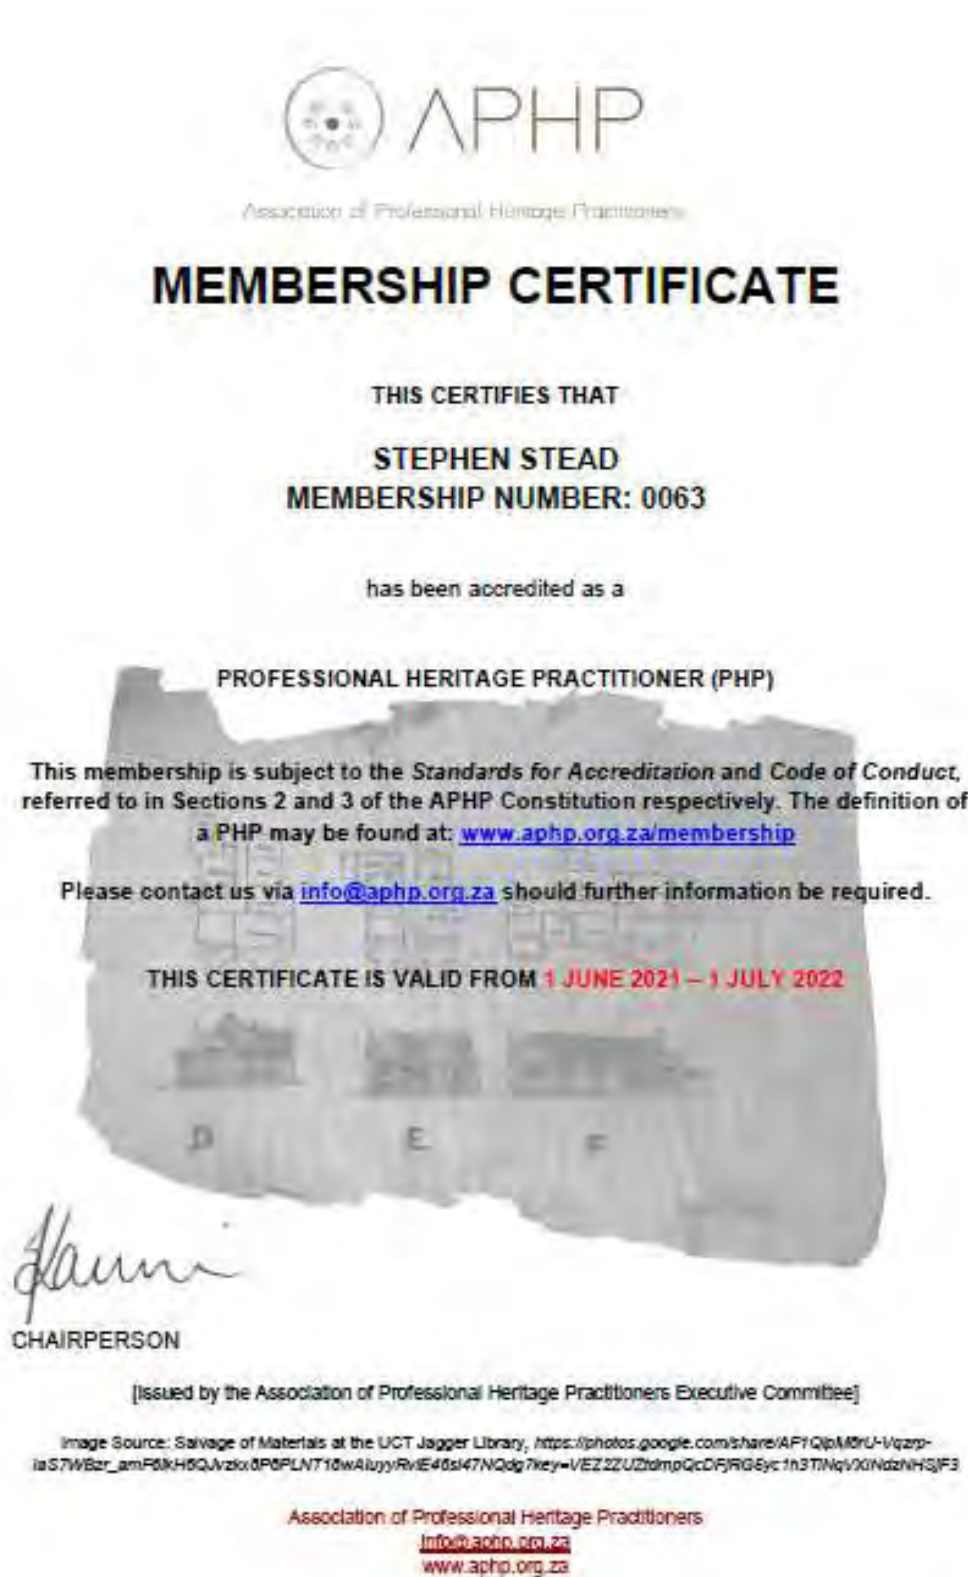 APHP
Association of Professional Heritage Practitioners
MEMBERSHIP CERTIFICATE
THIS CERTIFIES THAT
STEPHEN STEAD
MEMBERSHIP NUMBER: 0063
has been accredited as a
PROFESSIONAL HERITAGE PRACTITIONER (PHP)
This membership is subject to the Standards for Accreditation and Code of Conduct,
referred to in Sections 2 and 3 of the APHP Constitution respectively. The definition of
a PHP may be found at: www.aphp.org.za/membership
Please contact us via info@aphp.org.za should further information be required.
THIS CERTIFICATE IS VALID FROM 1 JUNE 2021 – 1 JULY 2022
D E F
CHAIRPERSON
[Issued by the Association of Professional Heritage Practitioners Executive Committee]
Image Source: Salvage of Materials at the UCT Jagger Library,
Association of Professional Heritage Practitioners
info@aphp.org.za
www.aphp.org.za